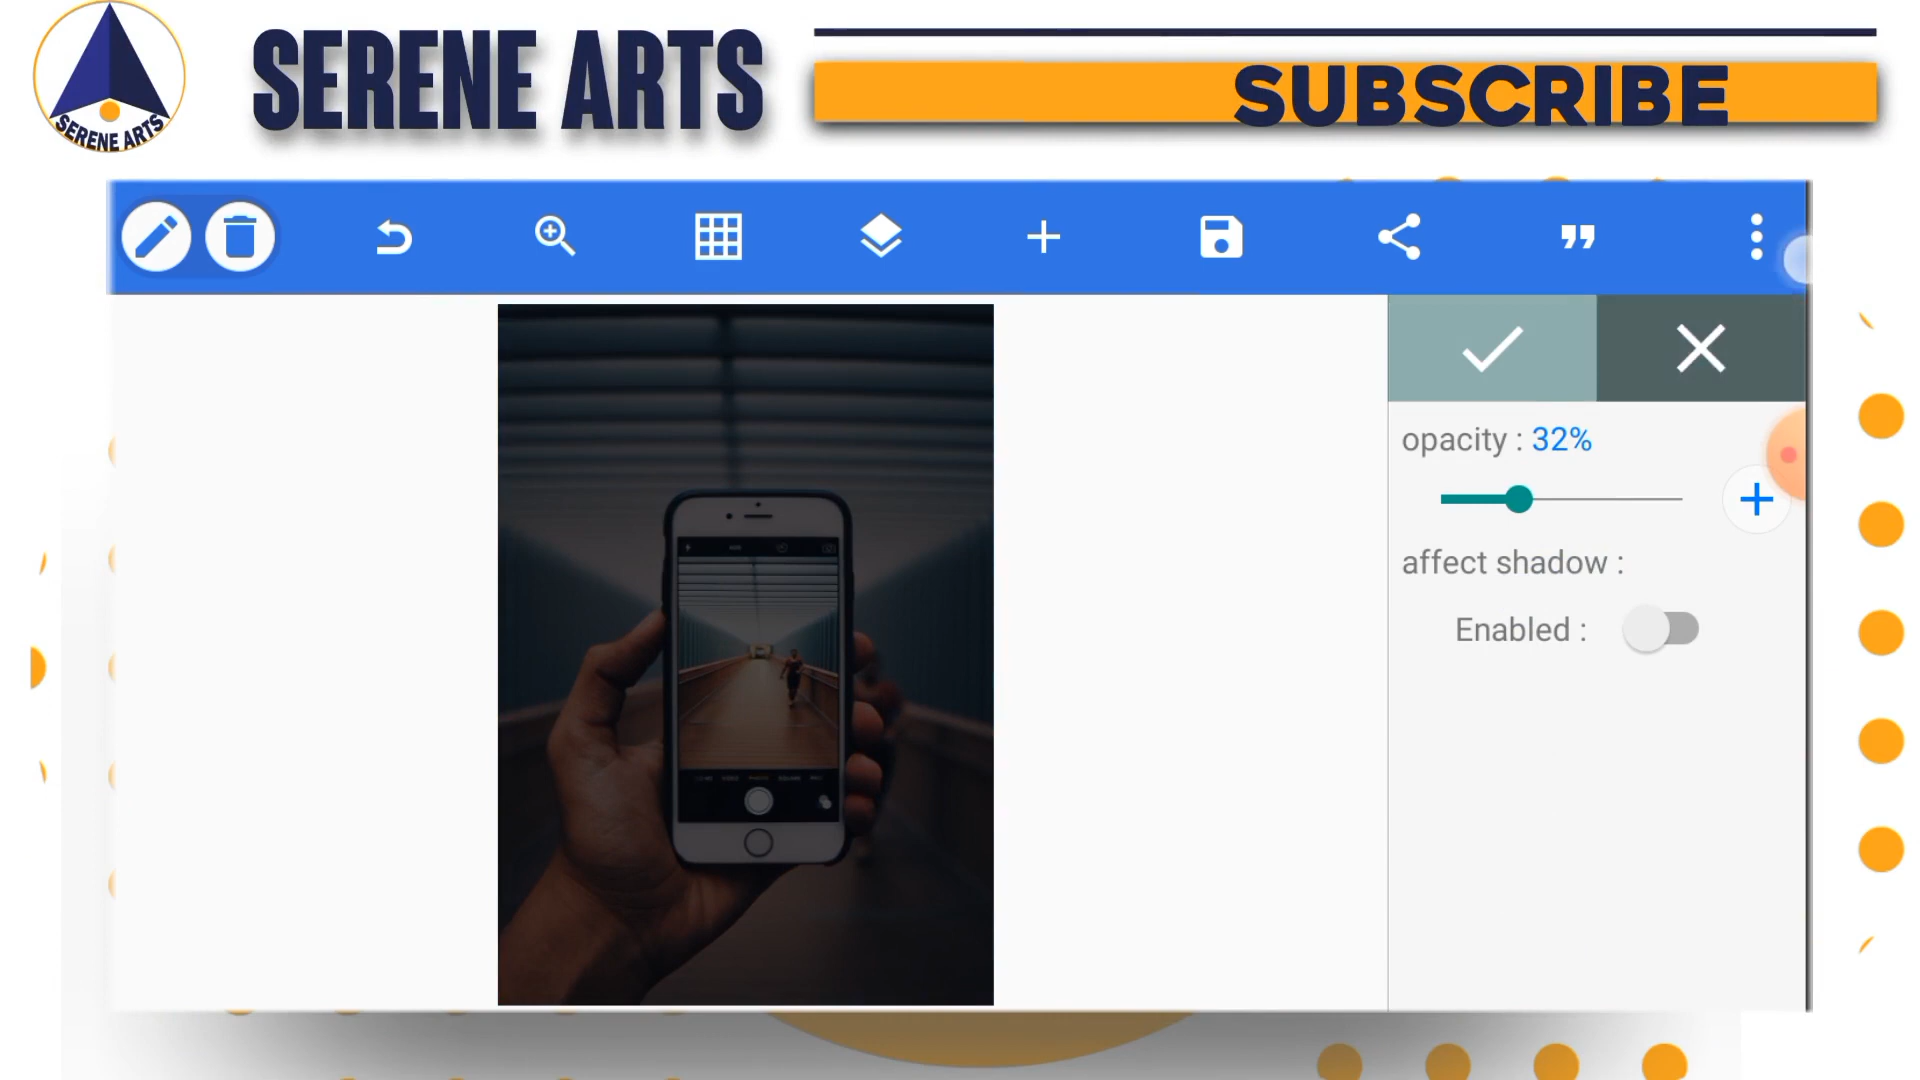 SERENE ARTS
SERENE ARTS
SUBSCRIBE
opacity : 32%
affect shadow :
Enabled :